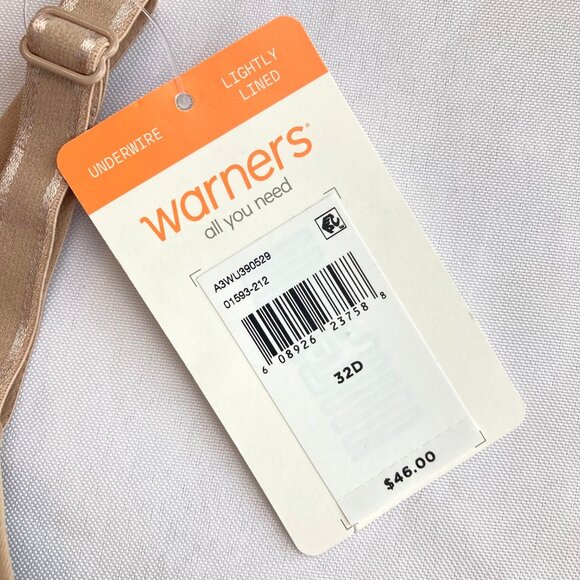 UNDERWIRE
LIGHTLY
LINED
warners®
all you need
A3WU390529
01593-212
6 08926 23758 8
32D
$46.00